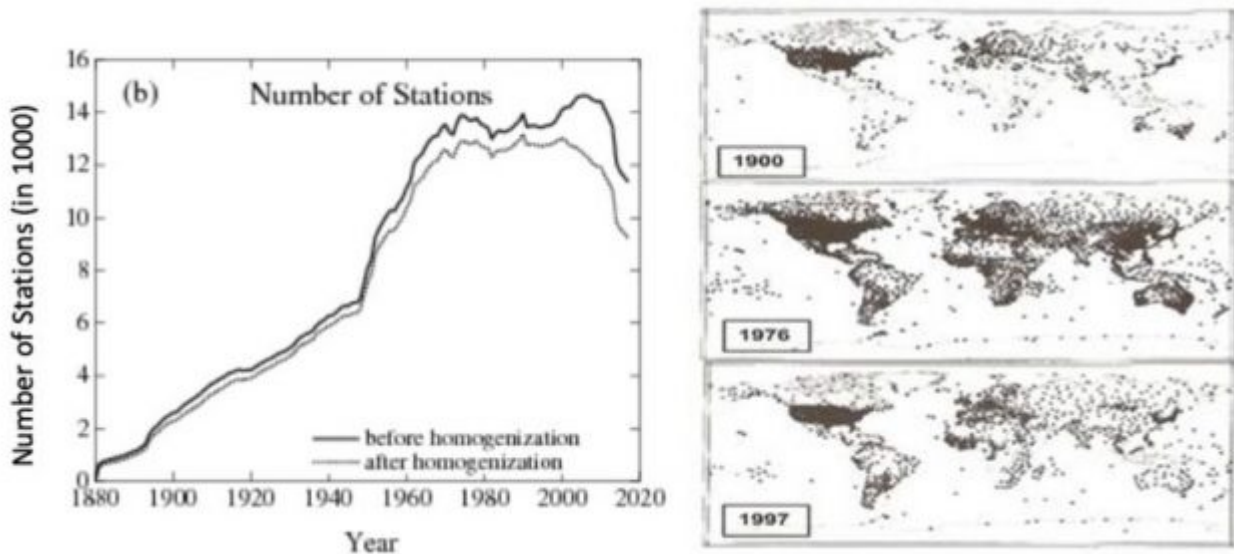 Number of Stations (in 1000)
16
14
12
10
8
6
4
2
0
(b)
Number of Stations
before homogenization
after homogenization
1880 1900 1920 1940 1960 1980 2000 2020
Year
1900
1976
1997